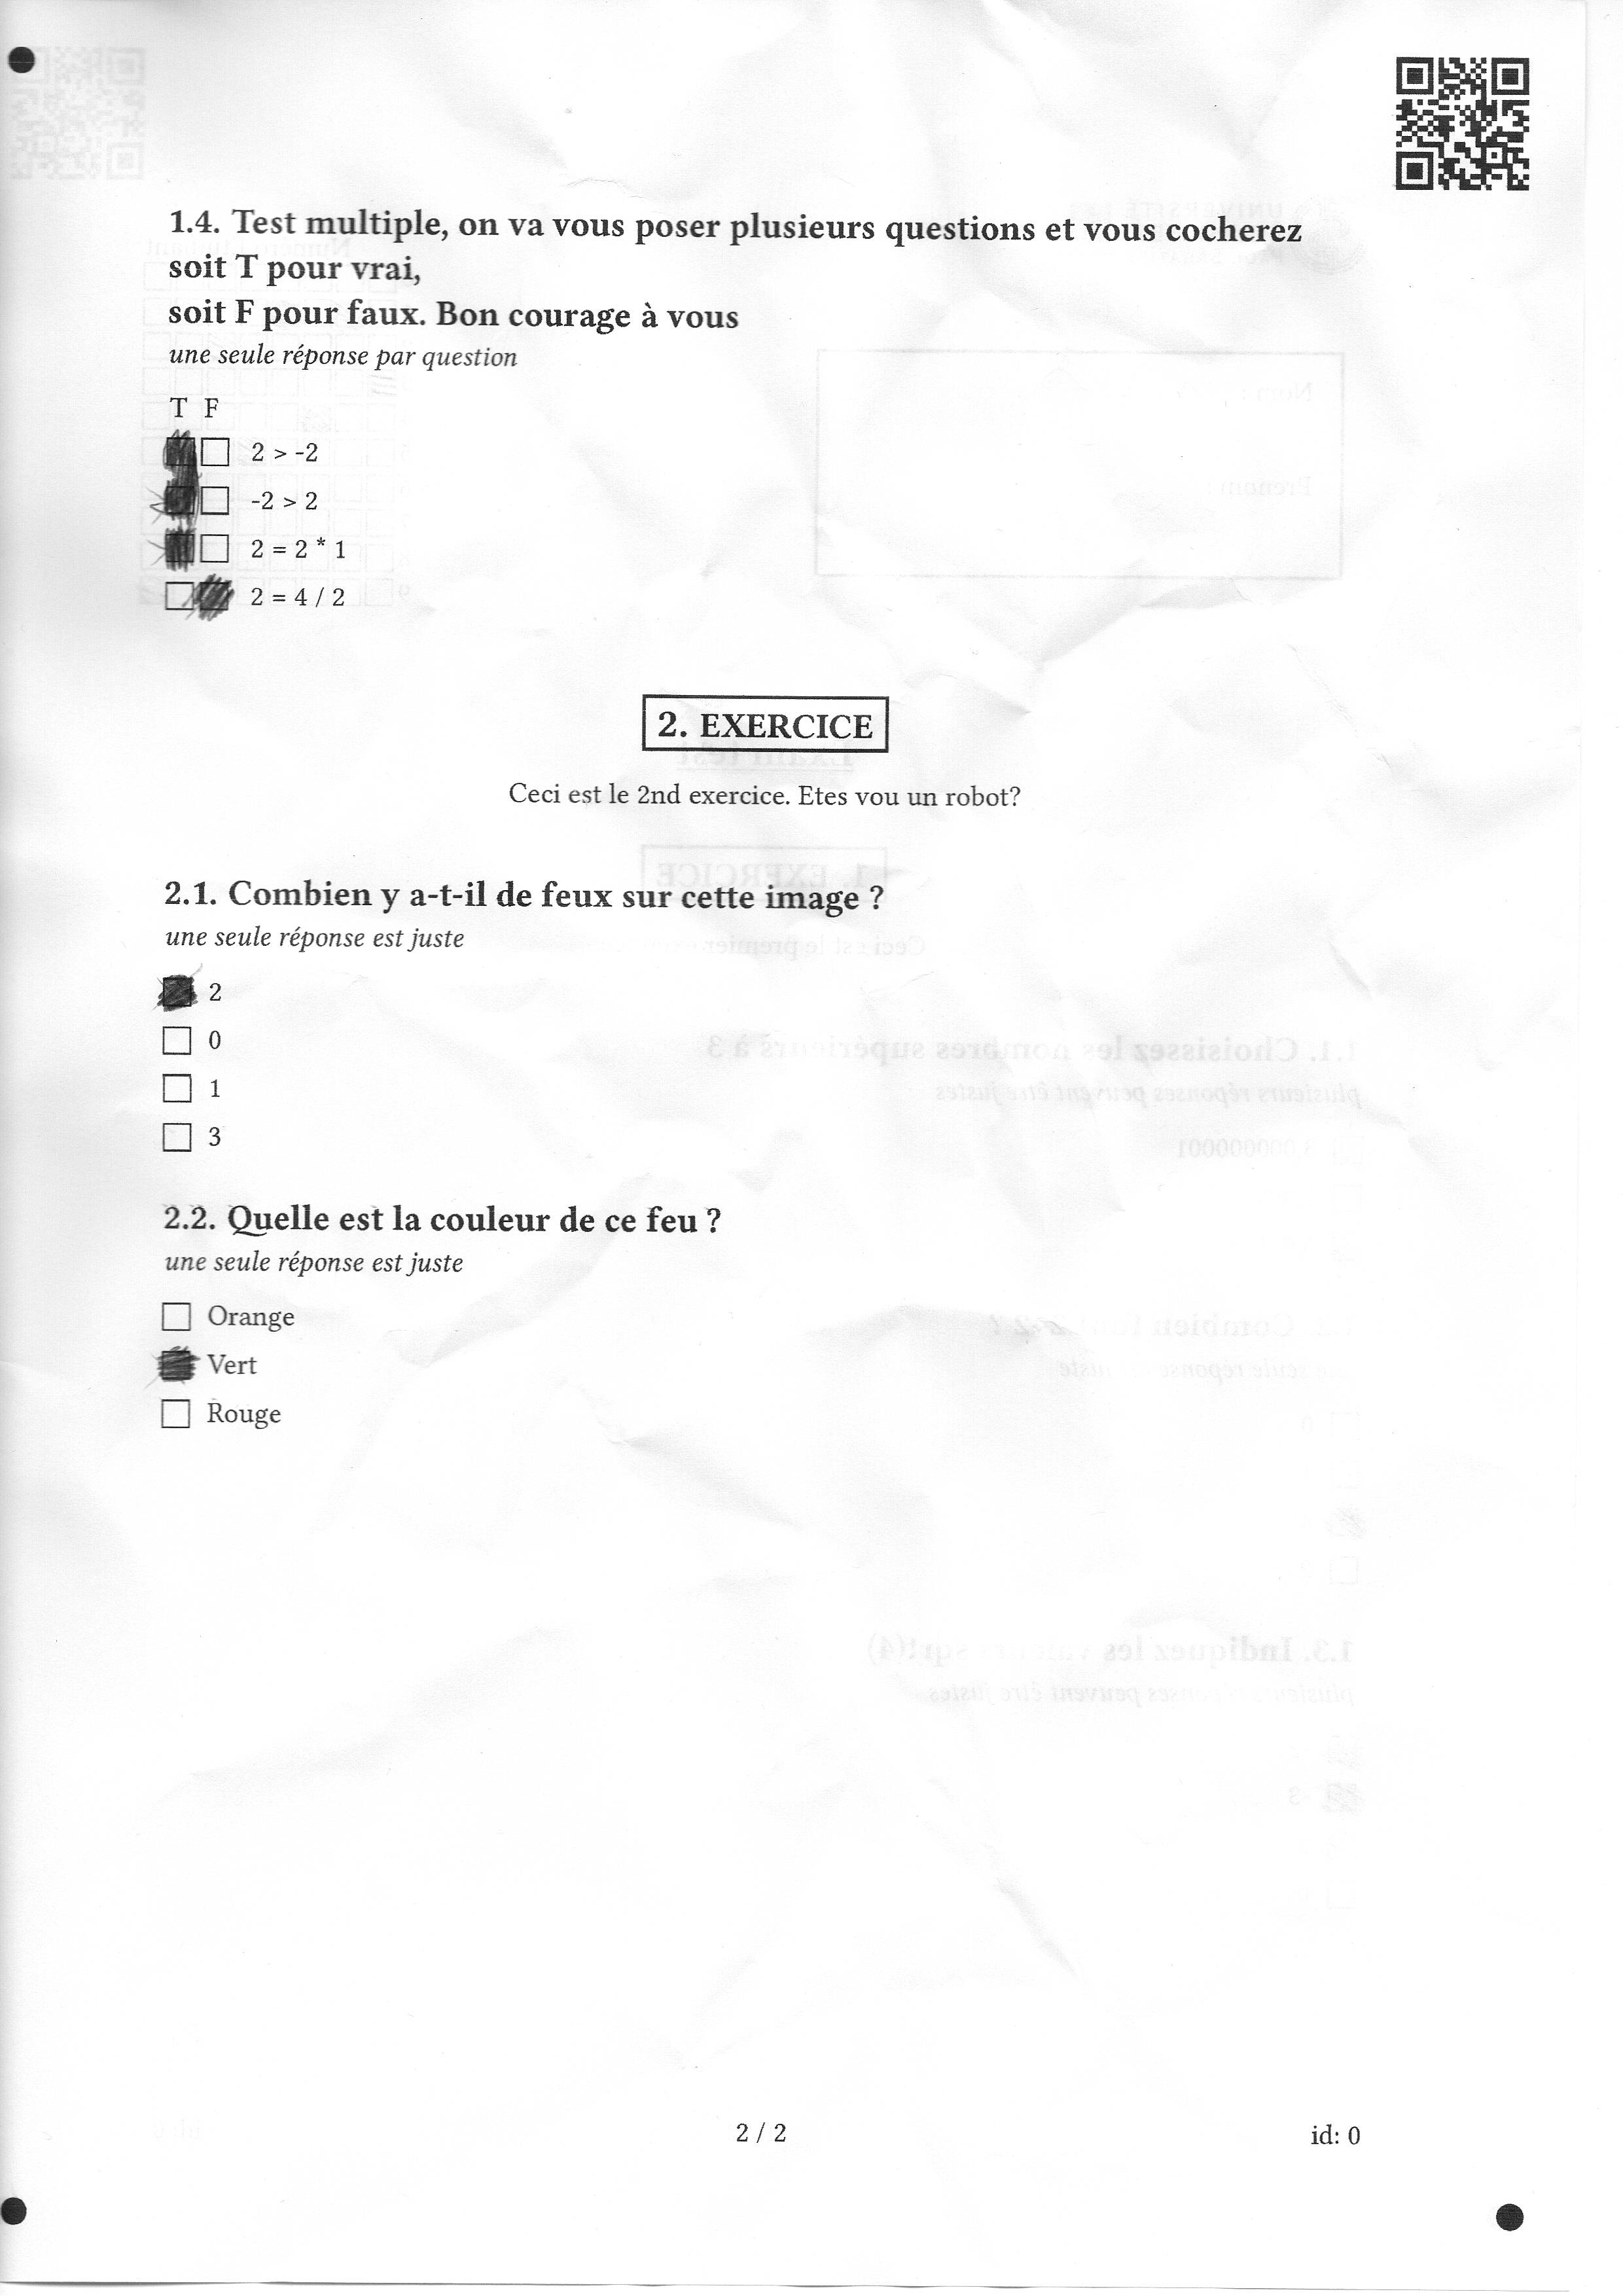 1.4. Test multiple, on va vous poser plusieurs questions et vous cocherez
soit T pour vrai,
soit F pour faux. Bon courage à vous
une seule réponse par question
T F
2 > -2
-2 > 2
2 = 2 * 1
2 = 4 / 2
2. EXERCICE
Ceci est le 2nd exercice. Etes vou un robot?
2.1. Combien y a-t-il de feux sur cette image ?
une seule réponse est juste
2
0
1
3
2.2. Quelle est la couleur de ce feu ?
une seule réponse est juste
Orange
Vert
Rouge
2 / 2
id: 0